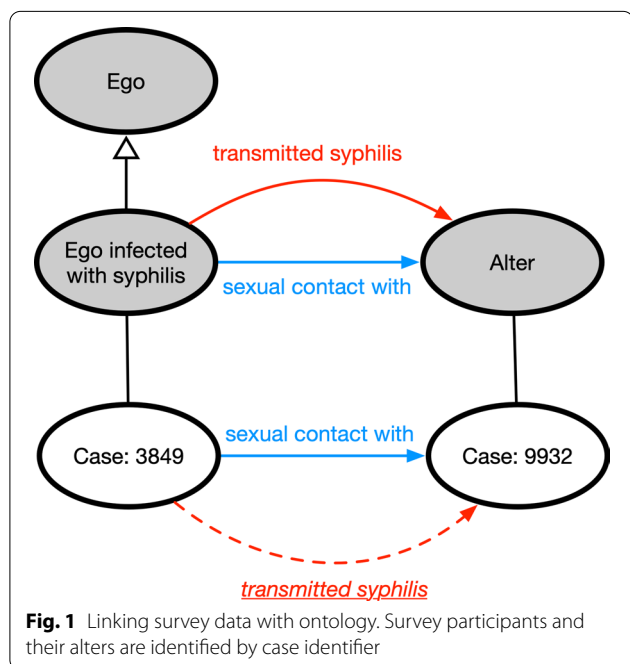 Ego
transmitted syphilis
Ego infected
with syphilis
Alter
sexual contact with
sexual contact with
Case: 3849
Case: 9932
transmitted syphilis
Fig. 1 Linking survey data with ontology. Survey participants and
their alters are identified by case identifier